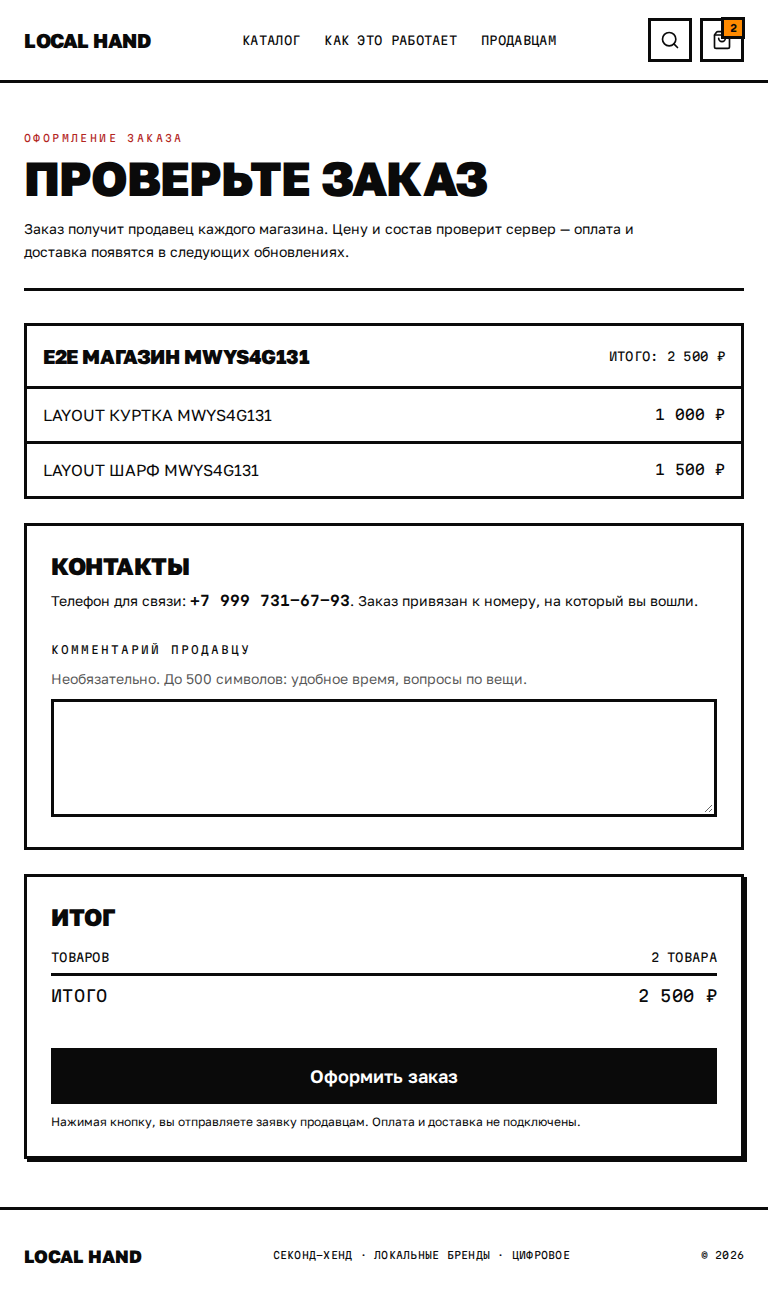 LOCAL HAND
КАТАЛОГ КАК ЭТО РАБОТАЕТ ПРОДАВЦАМ
2
ОФОРМЛЕНИЕ ЗАКАЗА
ПРОВЕРЬТЕ ЗАКАЗ
Заказ получит продавец каждого магазина. Цену и состав проверит сервер — оплата и
доставка появятся в следующих обновлениях.
E2E МАГАЗИН MWYS4G131
ИТОГО: 2 500 ₽
LAYOUT КУРТКА MWYS4G131
1 000 ₽
LAYOUT ШАРФ MWYS4G131
1 500 ₽
КОНТАКТЫ
Телефон для связи: +7 999 731-67-93. Заказ привязан к номеру, на который вы вошли.
КОММЕНТАРИЙ ПРОДАВЦУ
Необязательно. До 500 символов: удобное время, вопросы по вещи.
ИТОГ
ТОВАРОВ
2 ТОВАРА
ИТОГО
2 500 ₽
Оформить заказ
Нажимая кнопку, вы отправляете заявку продавцам. Оплата и доставка не подключены.
LOCAL HAND
СЕКОНД-ХЕНД · ЛОКАЛЬНЫЕ БРЕНДЫ · ЦИФРОВОЕ
© 2026